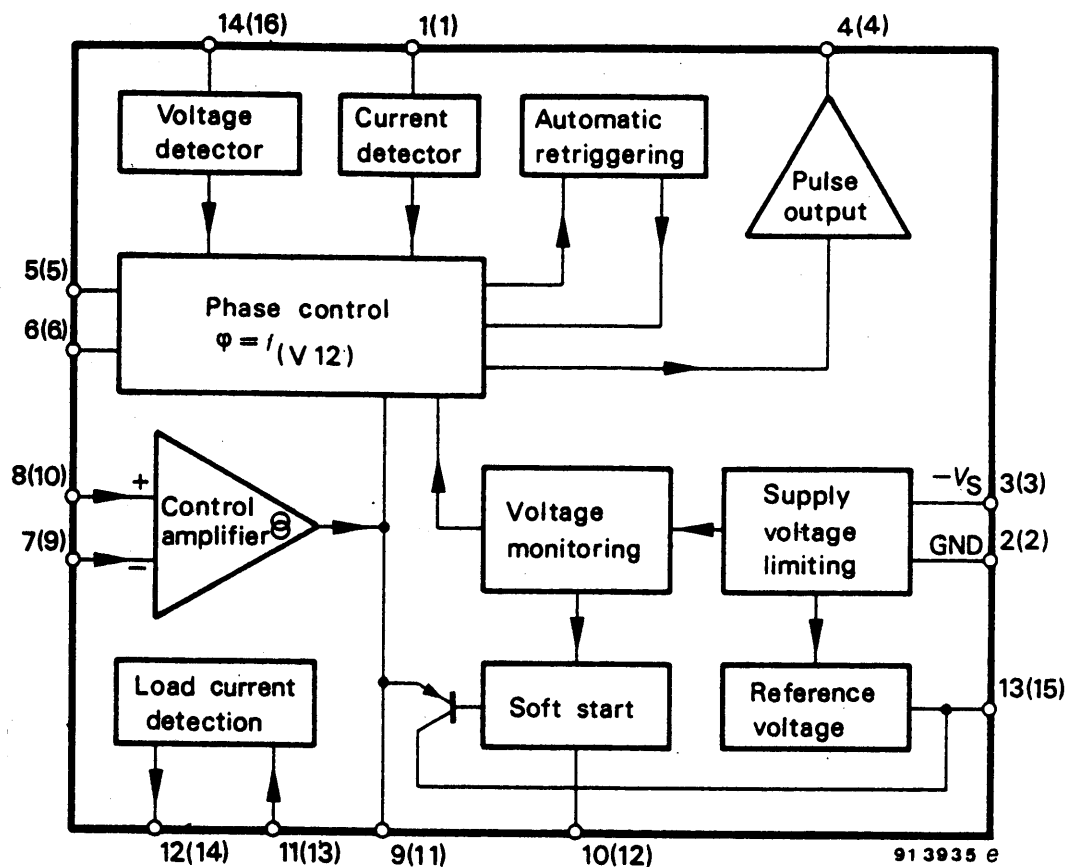 14(16)
1(1)
4(4)
Voltage
detector
Current
detector
Automatic
retriggering
Pulse
output
5(5)
6(6)
Phase control
φ = f(V 12)
8(10)
+
7(9)
−
Control
amplifier
Voltage
monitoring
Supply
voltage
limiting
−VS
3(3)
GND
2(2)
Load current
detection
Soft start
Reference
voltage
13(15)
12(14)
11(13)
9(11)
10(12)
91 3935 e